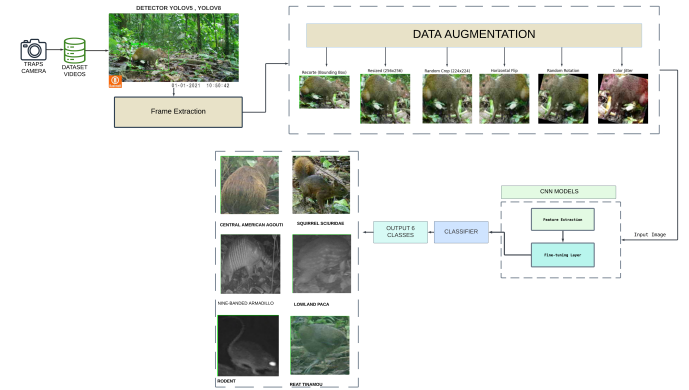 DETECTOR YOLOV5 , YOLOV8
TRAPS
CAMERA
DATASET
VIDEOS
01-01-2021 10:50:42
Frame Extraction
DATA AUGMENTATION
Recorte (Bounding Box)
Resized (256x256)
Random Crop (224x224)
Horizontal Flip
Random Rotation
Color Jitter
CNN MODELS
Feature Extraction
Fine-tuning Layer
Input Image
CLASSIFIER
OUTPUT 6
CLASSES
CENTRAL AMERICAN AGOUTI
SQUIRREL SCIURIDAS
NINE-BANDED ARMADILLO
LOWLAND PACA
RODENT
REAT TINAMOU